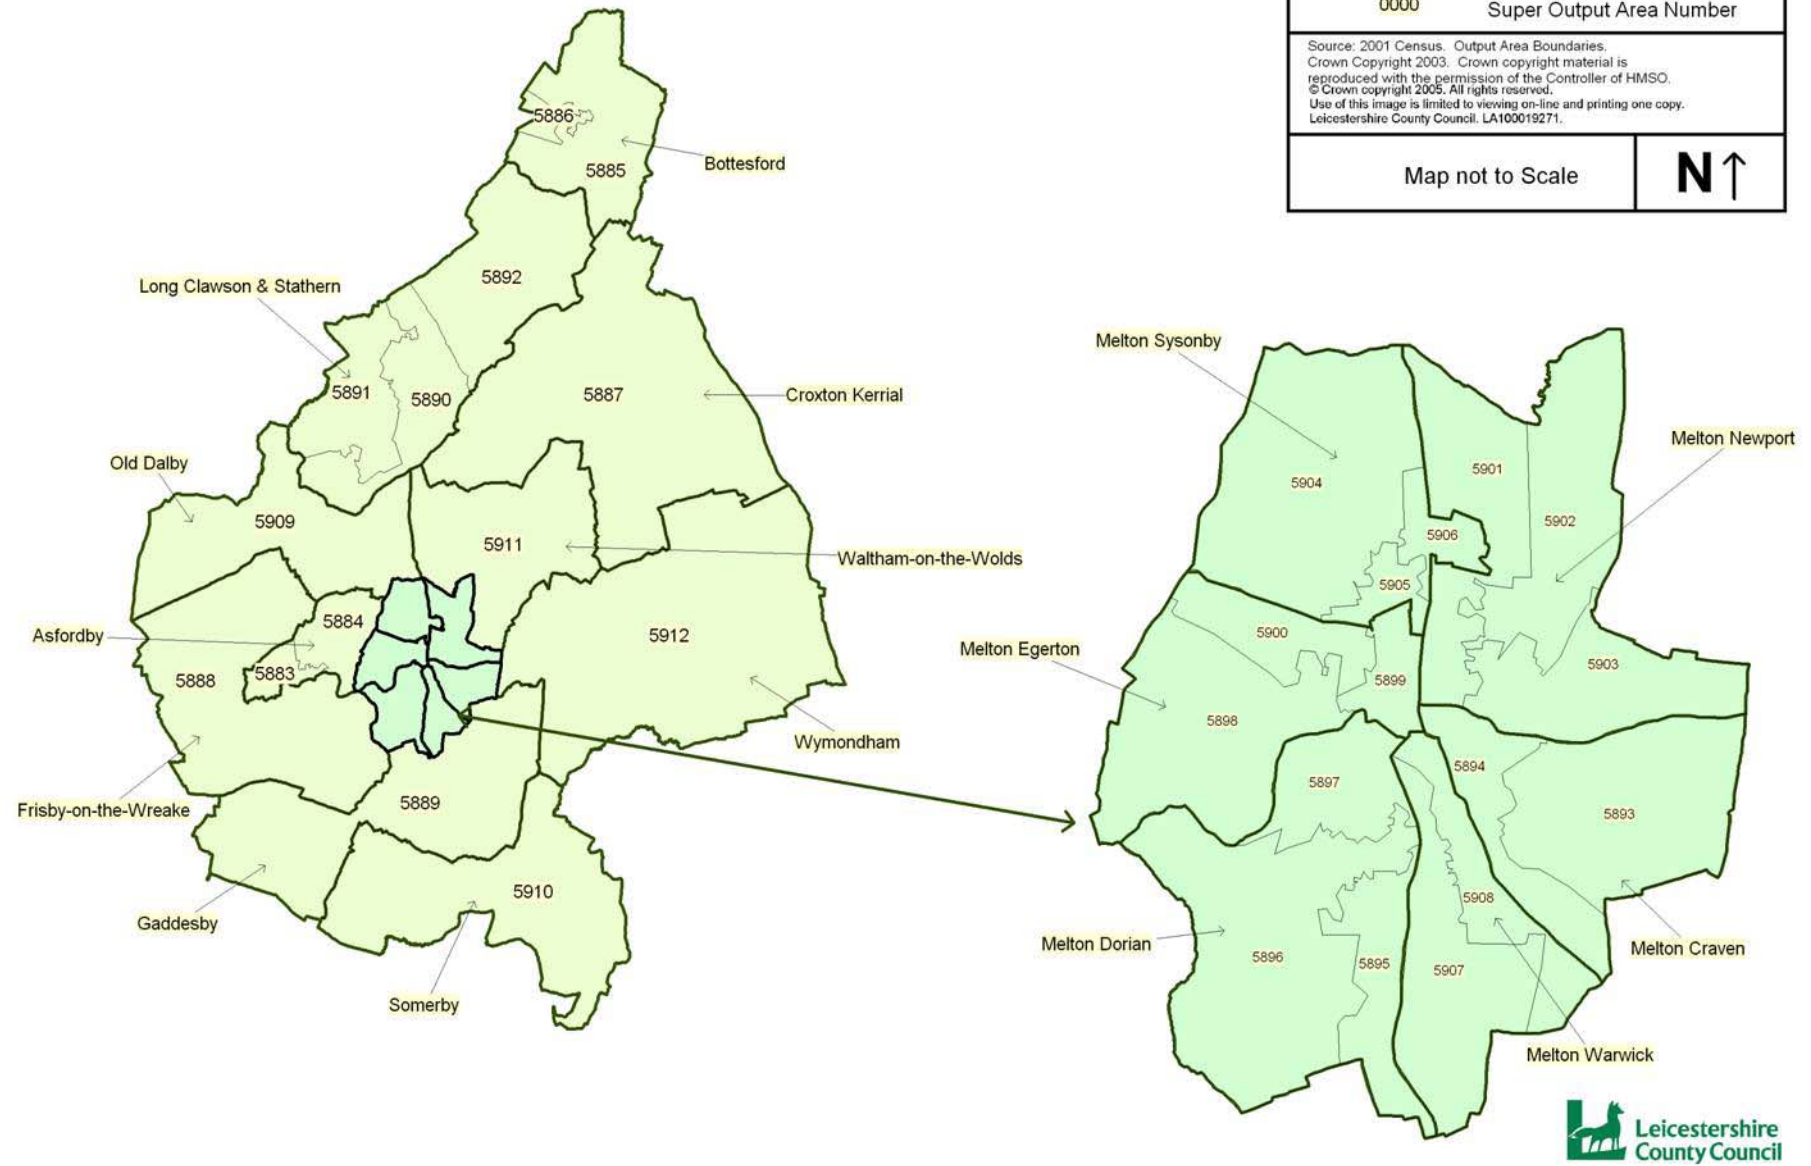 0000
Super Output Area Number
Source: 2001 Census. Output Area Boundaries.
Crown Copyright 2003. Crown copyright material is
reproduced with the permission of the Controller of HMSO.
© Crown copyright 2005. All rights reserved.
Use of this image is limited to viewing on-line and printing one copy.
Leicestershire County Council. LA100019271.
Map not to Scale
N↑
5886
Bottesford
5885
5892
Long Clawson & Stathern
5891
5890
5887
Croxton Kerrial
Old Dalby
5909
5911
Waltham-on-the-Wolds
5884
Asfordby
5912
5883
5888
Wymondham
Frisby-on-the-Wreake
5889
5910
Gaddesby
Somerby
Melton Sysonby
Melton Newport
5901
5904
5902
5906
5905
5900
Melton Egerton
5903
5899
5898
5894
5897
5893
5908
Melton Dorian
Melton Craven
5896
5895
5907
Melton Warwick
Leicestershire
County Council